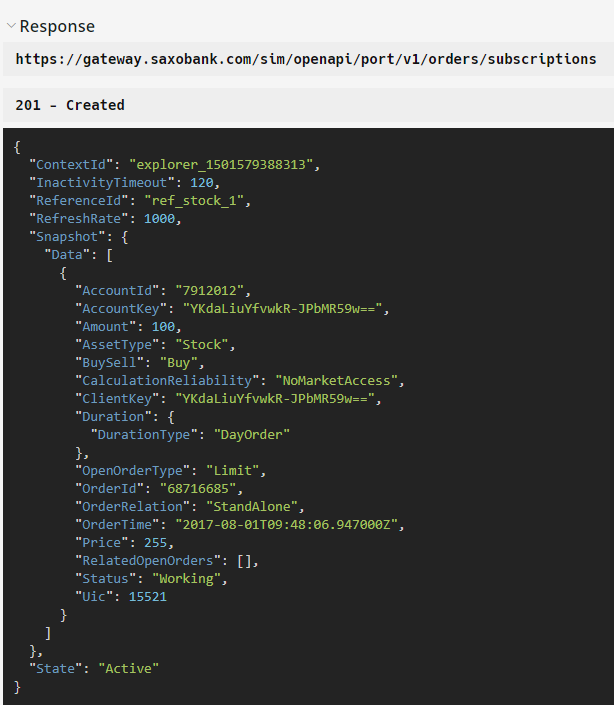 Response
https://gateway.saxobank.com/sim/openapi/port/v1/orders/subscriptions
201 - Created
{
  "ContextId": "explorer_1501579388313",
  "InactivityTimeout": 120,
  "ReferenceId": "ref_stock_1",
  "RefreshRate": 1000,
  "Snapshot": {
    "Data": [
      {
        "AccountId": "7912012",
        "AccountKey": "YKdaLiuYfvwkR-JPbMR59w==",
        "Amount": 100,
        "AssetType": "Stock",
        "BuySell": "Buy",
        "CalculationReliability": "NoMarketAccess",
        "ClientKey": "YKdaLiuYfvwkR-JPbMR59w==",
        "Duration": {
          "DurationType": "DayOrder"
        },
        "OpenOrderType": "Limit",
        "OrderId": "68716685",
        "OrderRelation": "StandAlone",
        "OrderTime": "2017-08-01T09:48:06.947000Z",
        "Price": 255,
        "RelatedOpenOrders": [],
        "Status": "Working",
        "Uic": 15521
      }
    ]
  },
  "State": "Active"
}